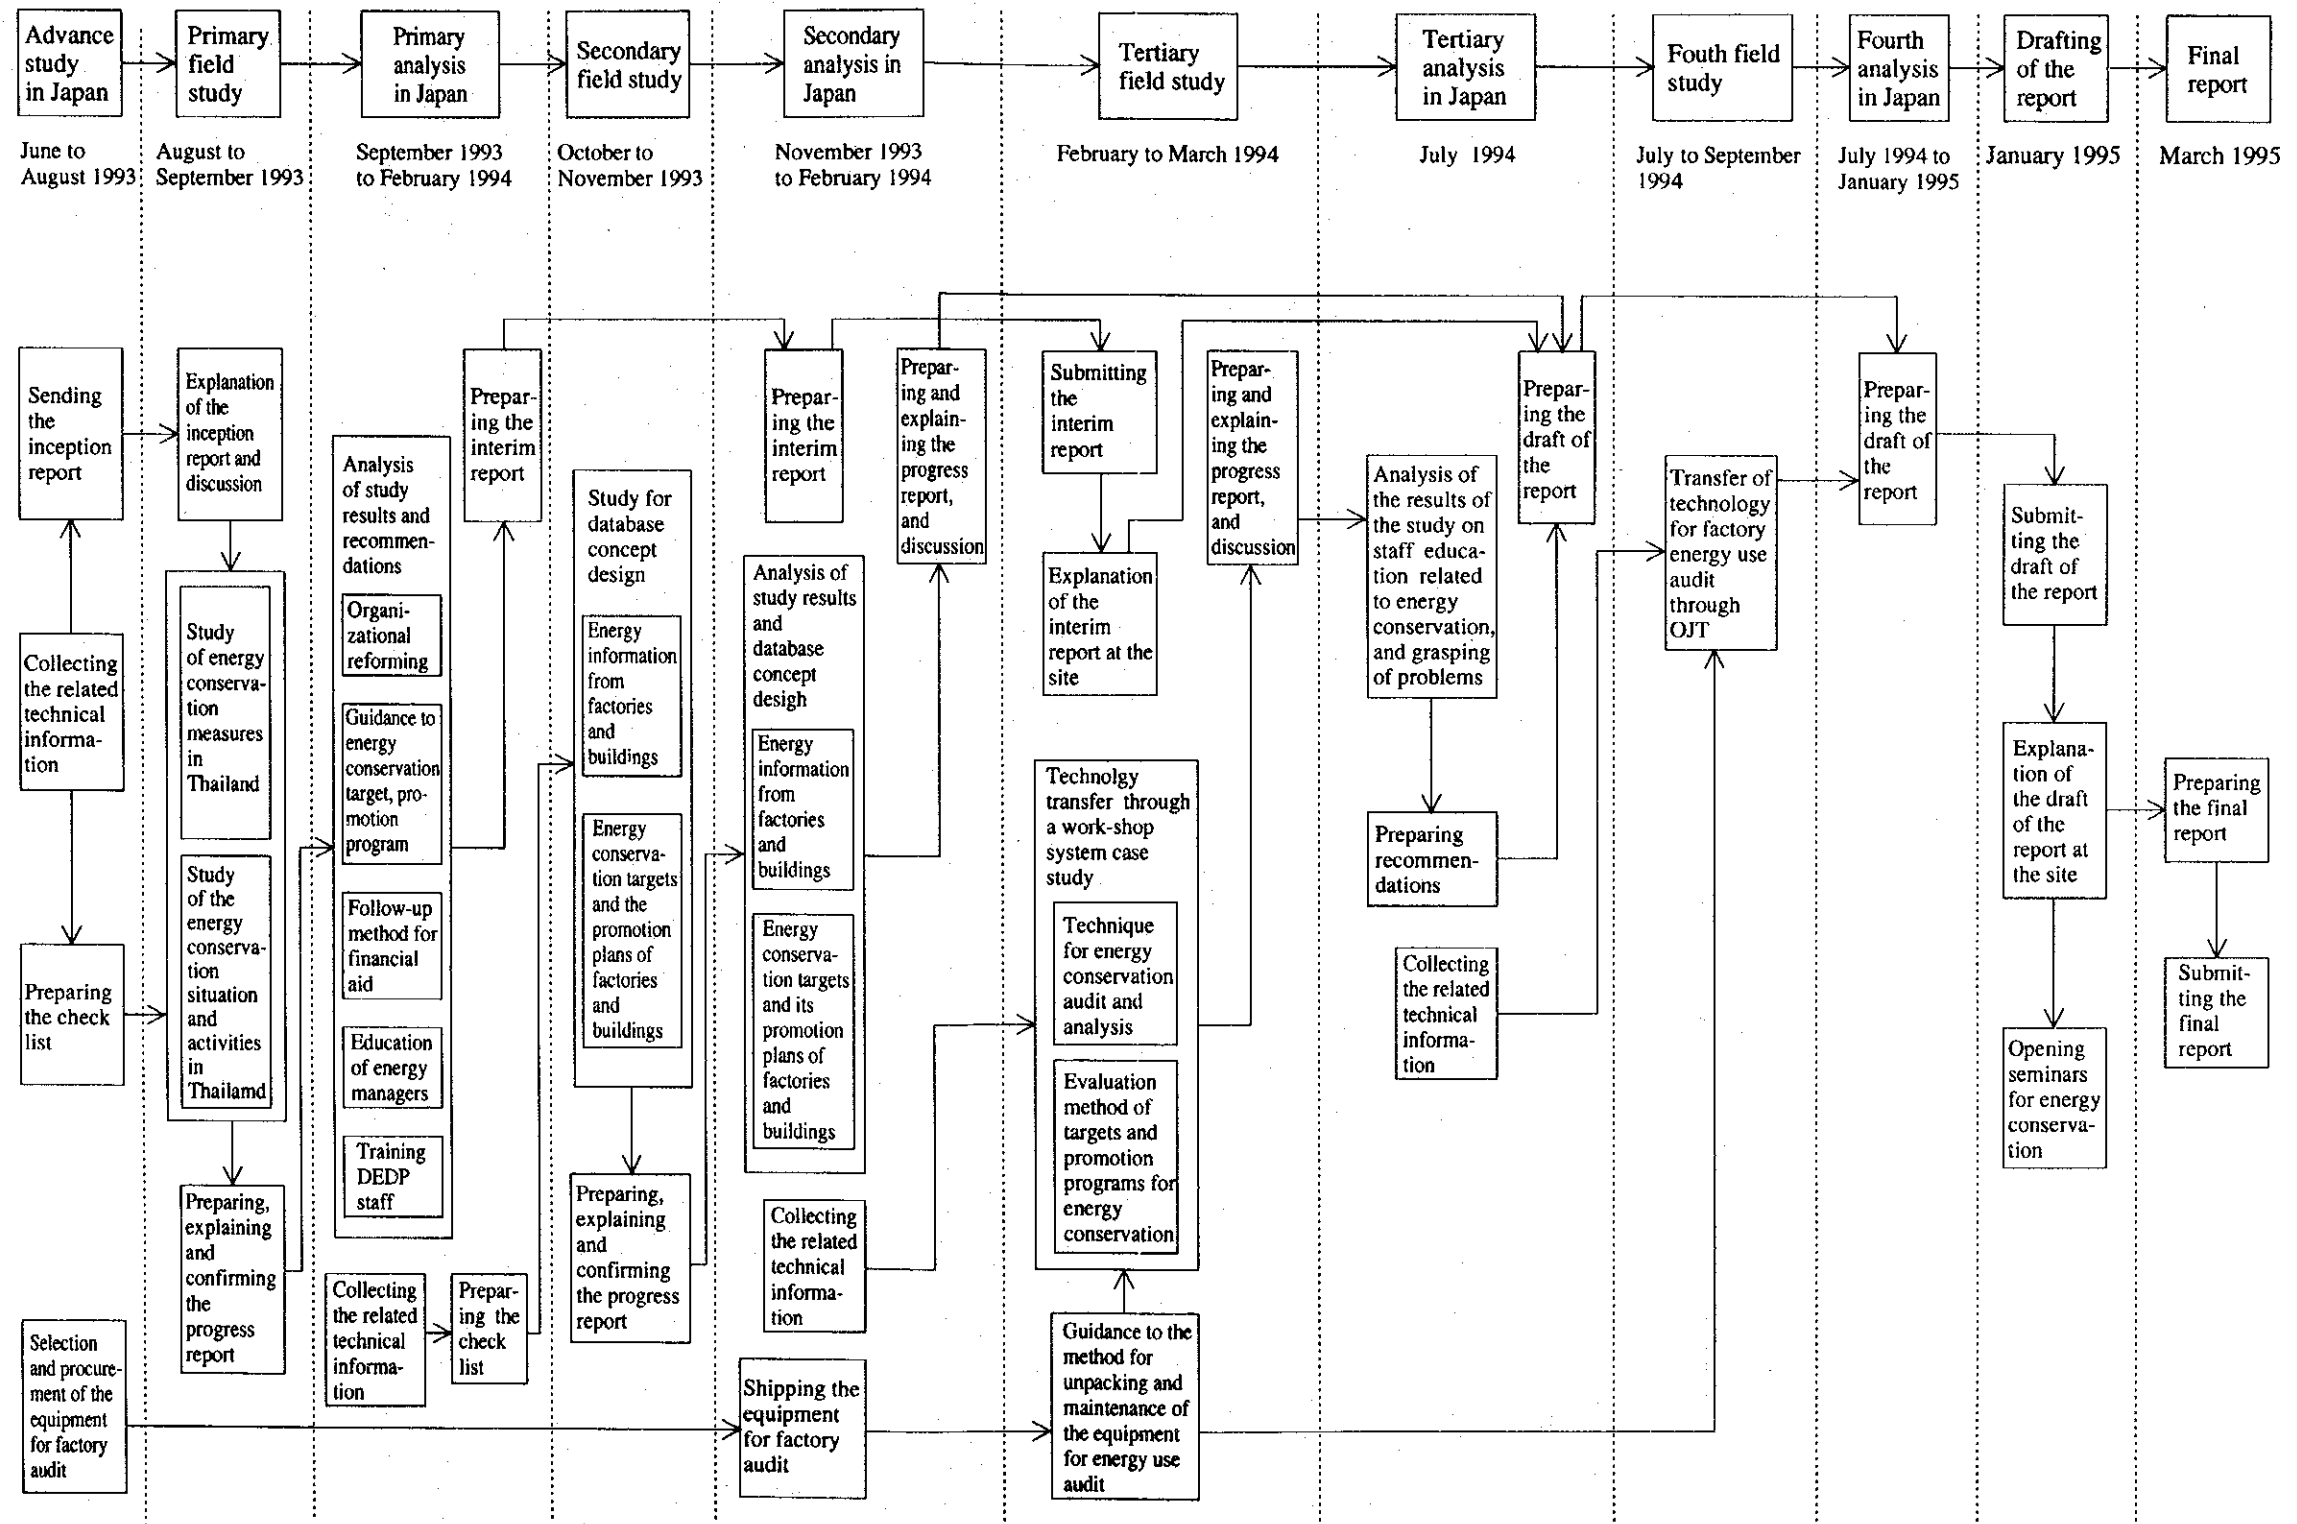 Advance
study
in Japan
Primary
field
study
Primary
analysis
in Japan
Secondary
field study
Secondary
analysis in
Japan
Tertiary
field study
Tertiary
analysis
in Japan
Fouth field
study
Fourth
analysis
in Japan
Drafting
of the
report
Final
report
June to
August 1993
August to
September 1993
September 1993
to February 1994
October to
November 1993
November 1993
to February 1994
February to March 1994
July 1994
July to September
1994
July 1994 to
January 1995
January 1995
March 1995
Sending
the
inception
report
Collecting
the related
technical
informa-
tion
Preparing
the check
list
Selection
and procure-
ment of the
equipment
for factory
audit
Explanation
of the
inception
report and
discussion
Study
of energy
conserva-
tion
measures
in
Thailand
Study
of the
energy
conserva-
tion
situation
and
activities
in
Thailamd
Preparing,
explaining
and
confirming
the
progress
report
Analysis
of study
results and
recommen-
dations
Organi-
zational
reforming
Guidance to
energy
conservation
target, pro-
motion
program
Follow-up
method for
financial
aid
Education
of energy
managers
Training
DEDP
staff
Collecting
the related
technical
informa-
tion
Prepar-
ing the
check
list
Prepar-
ing the
interim
report
Study for
database
concept
design
Energy
information
from
factories
and
buildings
Energy
conserva-
tion targets
and the
promotion
plans of
factories
and
buildings
Preparing,
explaining
and
confirming
the progress
report
Prepar-
ing the
interim
report
Prepar-
ing and
explain-
ing the
progress
report,
and
discussion
Analysis of
study results
and
database
concept
desigh
Energy
information
from
factories
and
buildings
Energy
conserva-
tion targets
and its
promotion
plans of
factories
and
buildings
Collecting
the related
technical
informa-
tion
Shipping the
equipment
for factory
audit
Submitting
the
interim
report
Explanation
of the
interim
report at the
site
Prepar-
ing and
explain-
ing the
progress
report,
and
discussion
Technolgy
transfer through
a work-shop
system case
study
Technique
for energy
conservation
audit and
analysis
Evaluation
method of
targets and
promotion
programs for
energy
conservation
Guidance to the
method for
unpacking and
maintenance of
the equipment
for energy use
audit
Analysis of
the results of
the study on
staff educa-
tion related
to energy
conservation,
and grasping
of problems
Preparing
recommen-
dations
Collecting
the related
technical
informa-
tion
Prepar-
ing the
draft of
the
report
Transfer of
technology
for factory
energy use
audit
through
OJT
Prepar-
ing the
draft of
the
report
Submit-
ting the
draft of
the report
Explana-
tion of
the draft
of the
report at
the site
Opening
seminars
for energy
conserva-
tion
Preparing
the final
report
Submit-
ting the
final
report